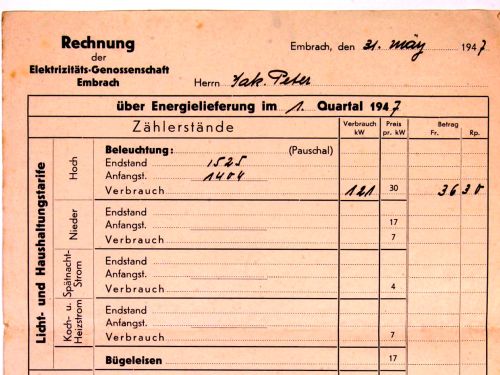 Rechnung
der
Elektrizitäts-Genossenschaft
Embrach
Embrach, den 31. März 1947
Herrn Jak. Peter
über Energielieferung im 1. Quartal 1947
Zählerstände
Verbrauch kW
Preis pr. kW
Betrag Fr. Rp.
Licht- und Haushaltungstarife
Hoch
Beleuchtung: (Pauschal)
Endstand 1525
Anfangst. 1404
Verbrauch 121 30 36 30
Nieder
Endstand
Anfangst. 17
Verbrauch 7
Spätnacht-Strom
Endstand
Anfangst.
Verbrauch 4
Koch- u. Heizstrom
Endstand
Anfangst.
Verbrauch 7
Bügeleisen 17